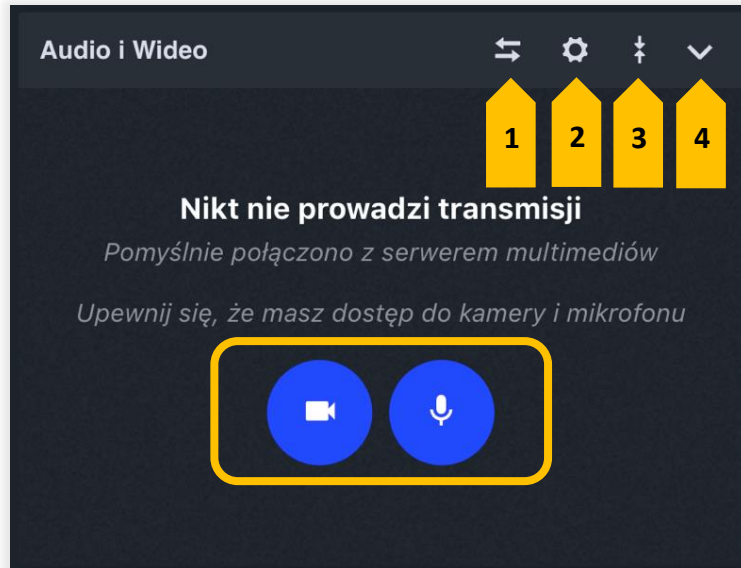 Audio i Wideo
1 2 3 4
Nikt nie prowadzi transmisji
Pomyślnie połączono z serwerem multimediów
Upewnij się, że masz dostęp do kamery i mikrofonu